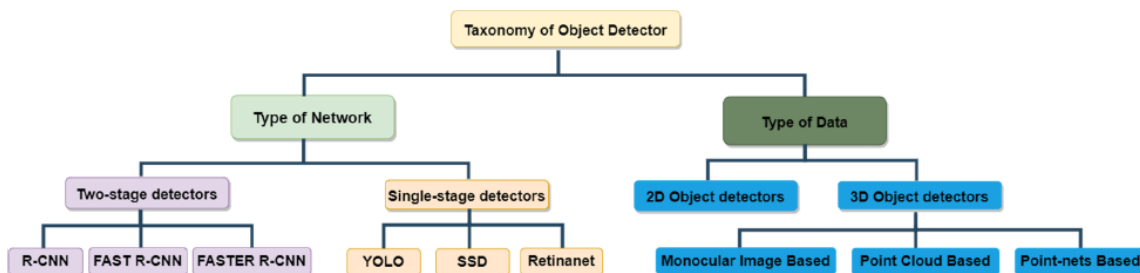 Taxonomy of Object Detector
Type of Network
Type of Data
Two-stage detectors
Single-stage detectors
2D Object detectors
3D Object detectors
R-CNN
FAST R-CNN
FASTER R-CNN
YOLO
SSD
Retinanet
Monocular Image Based
Point Cloud Based
Point-nets Based